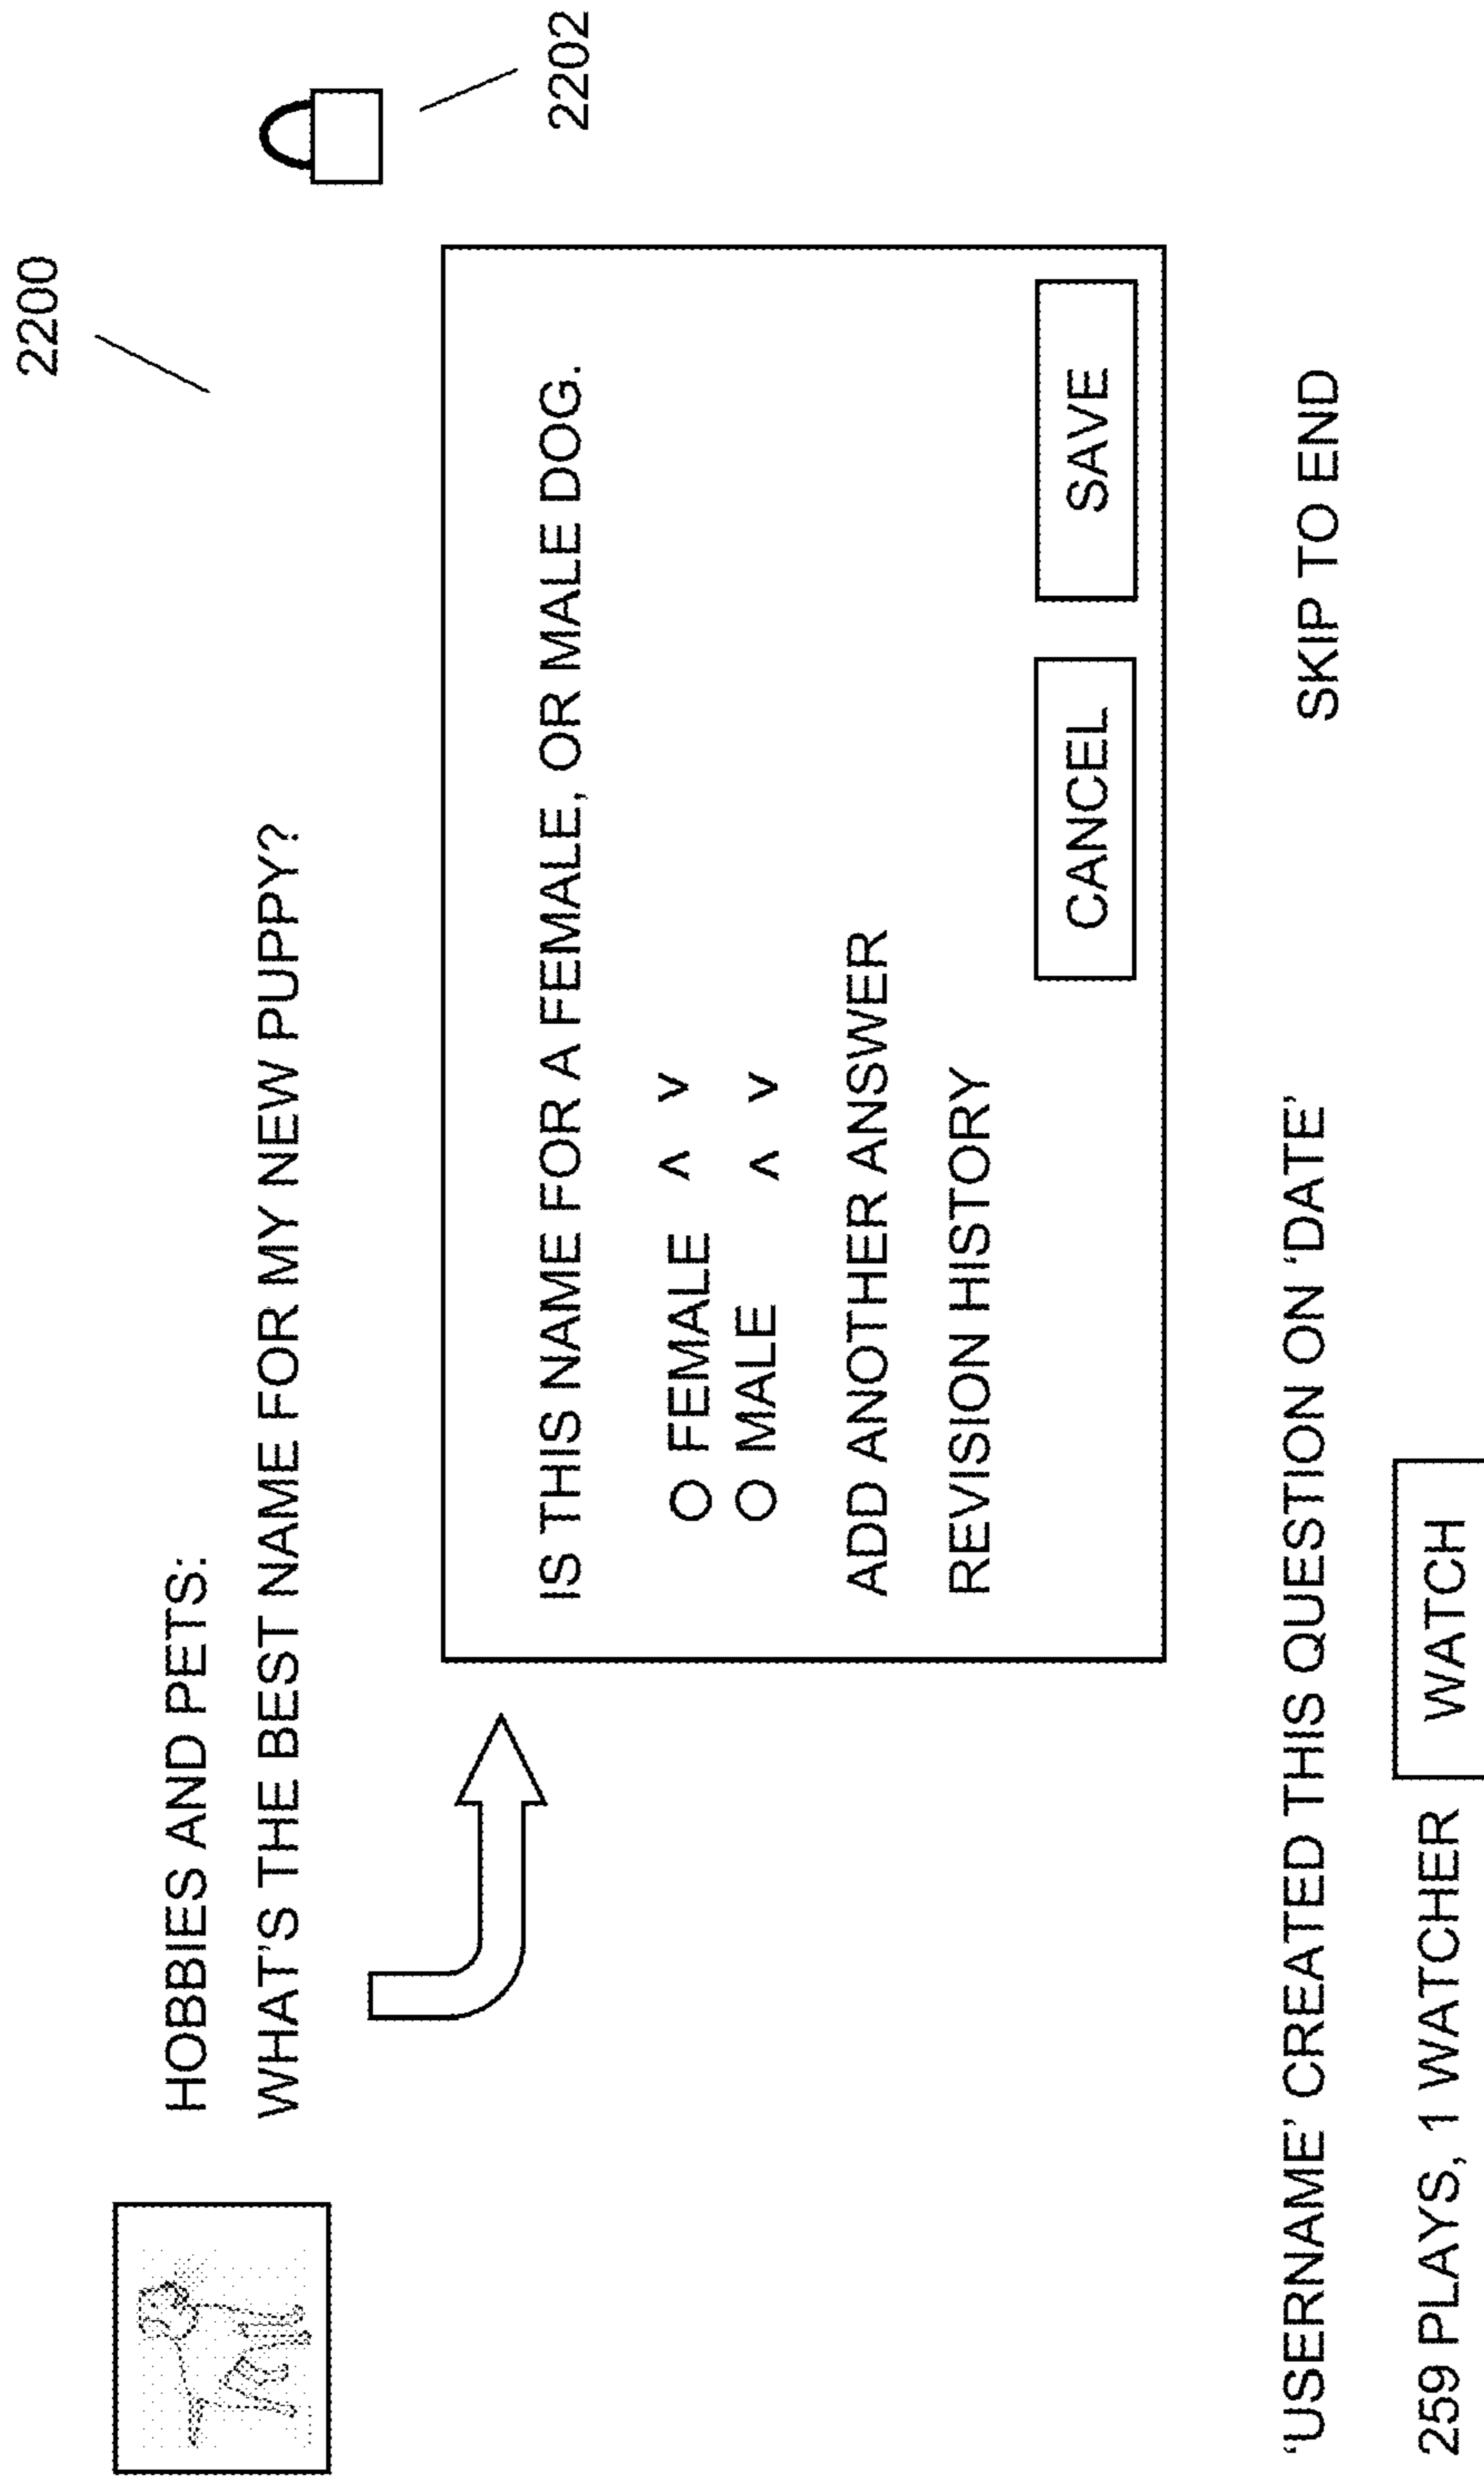 2200
HOBBIES AND PETS:
WHAT'S THE BEST NAME FOR MY NEW PUPPY?
2202
IS THIS NAME FOR A FEMALE, OR MALE DOG.
FEMALE ʌ v
MALE ʌ v
ADD ANOTHER ANSWER
REVISION HISTORY
CANCEL SAVE
'USERNAME' CREATED THIS QUESTION ON 'DATE' SKIP TO END
259 PLAYS, 1 WATCHER WATCH